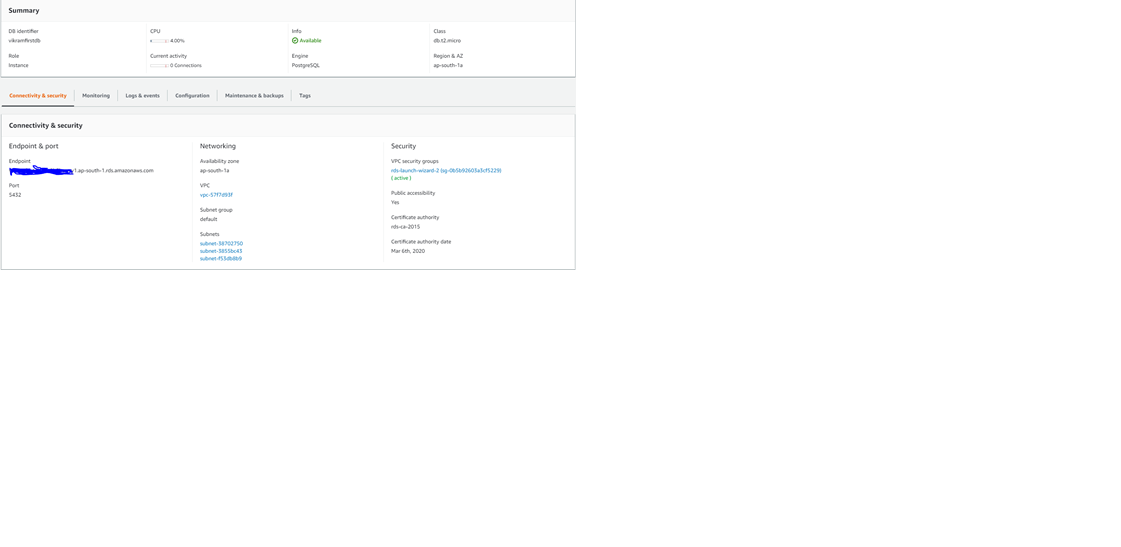 Summary
DB identifier
vikramfirstdb
CPU
4.00%
Info
Available
Class
db.t2.micro
Role
Instance
Current activity
0 Connections
Engine
PostgreSQL
Region & AZ
ap-south-1a
Connectivity & security
Monitoring
Logs & events
Configuration
Maintenance & backups
Tags
Connectivity & security
Endpoint & port
Endpoint
1.ap-south-1.rds.amazonaws.com
Port
5432
Networking
Availability zone
ap-south-1a
VPC
vpc-57f7d93f
Subnet group
default
Subnets
subnet-38702750
subnet-3855bc43
subnet-f53db8b9
Security
VPC security groups
rds-launch-wizard-2 (sg-0b5b92603a3cf5229)
( active )
Public accessibility
Yes
Certificate authority
rds-ca-2015
Certificate authority date
Mar 6th, 2020